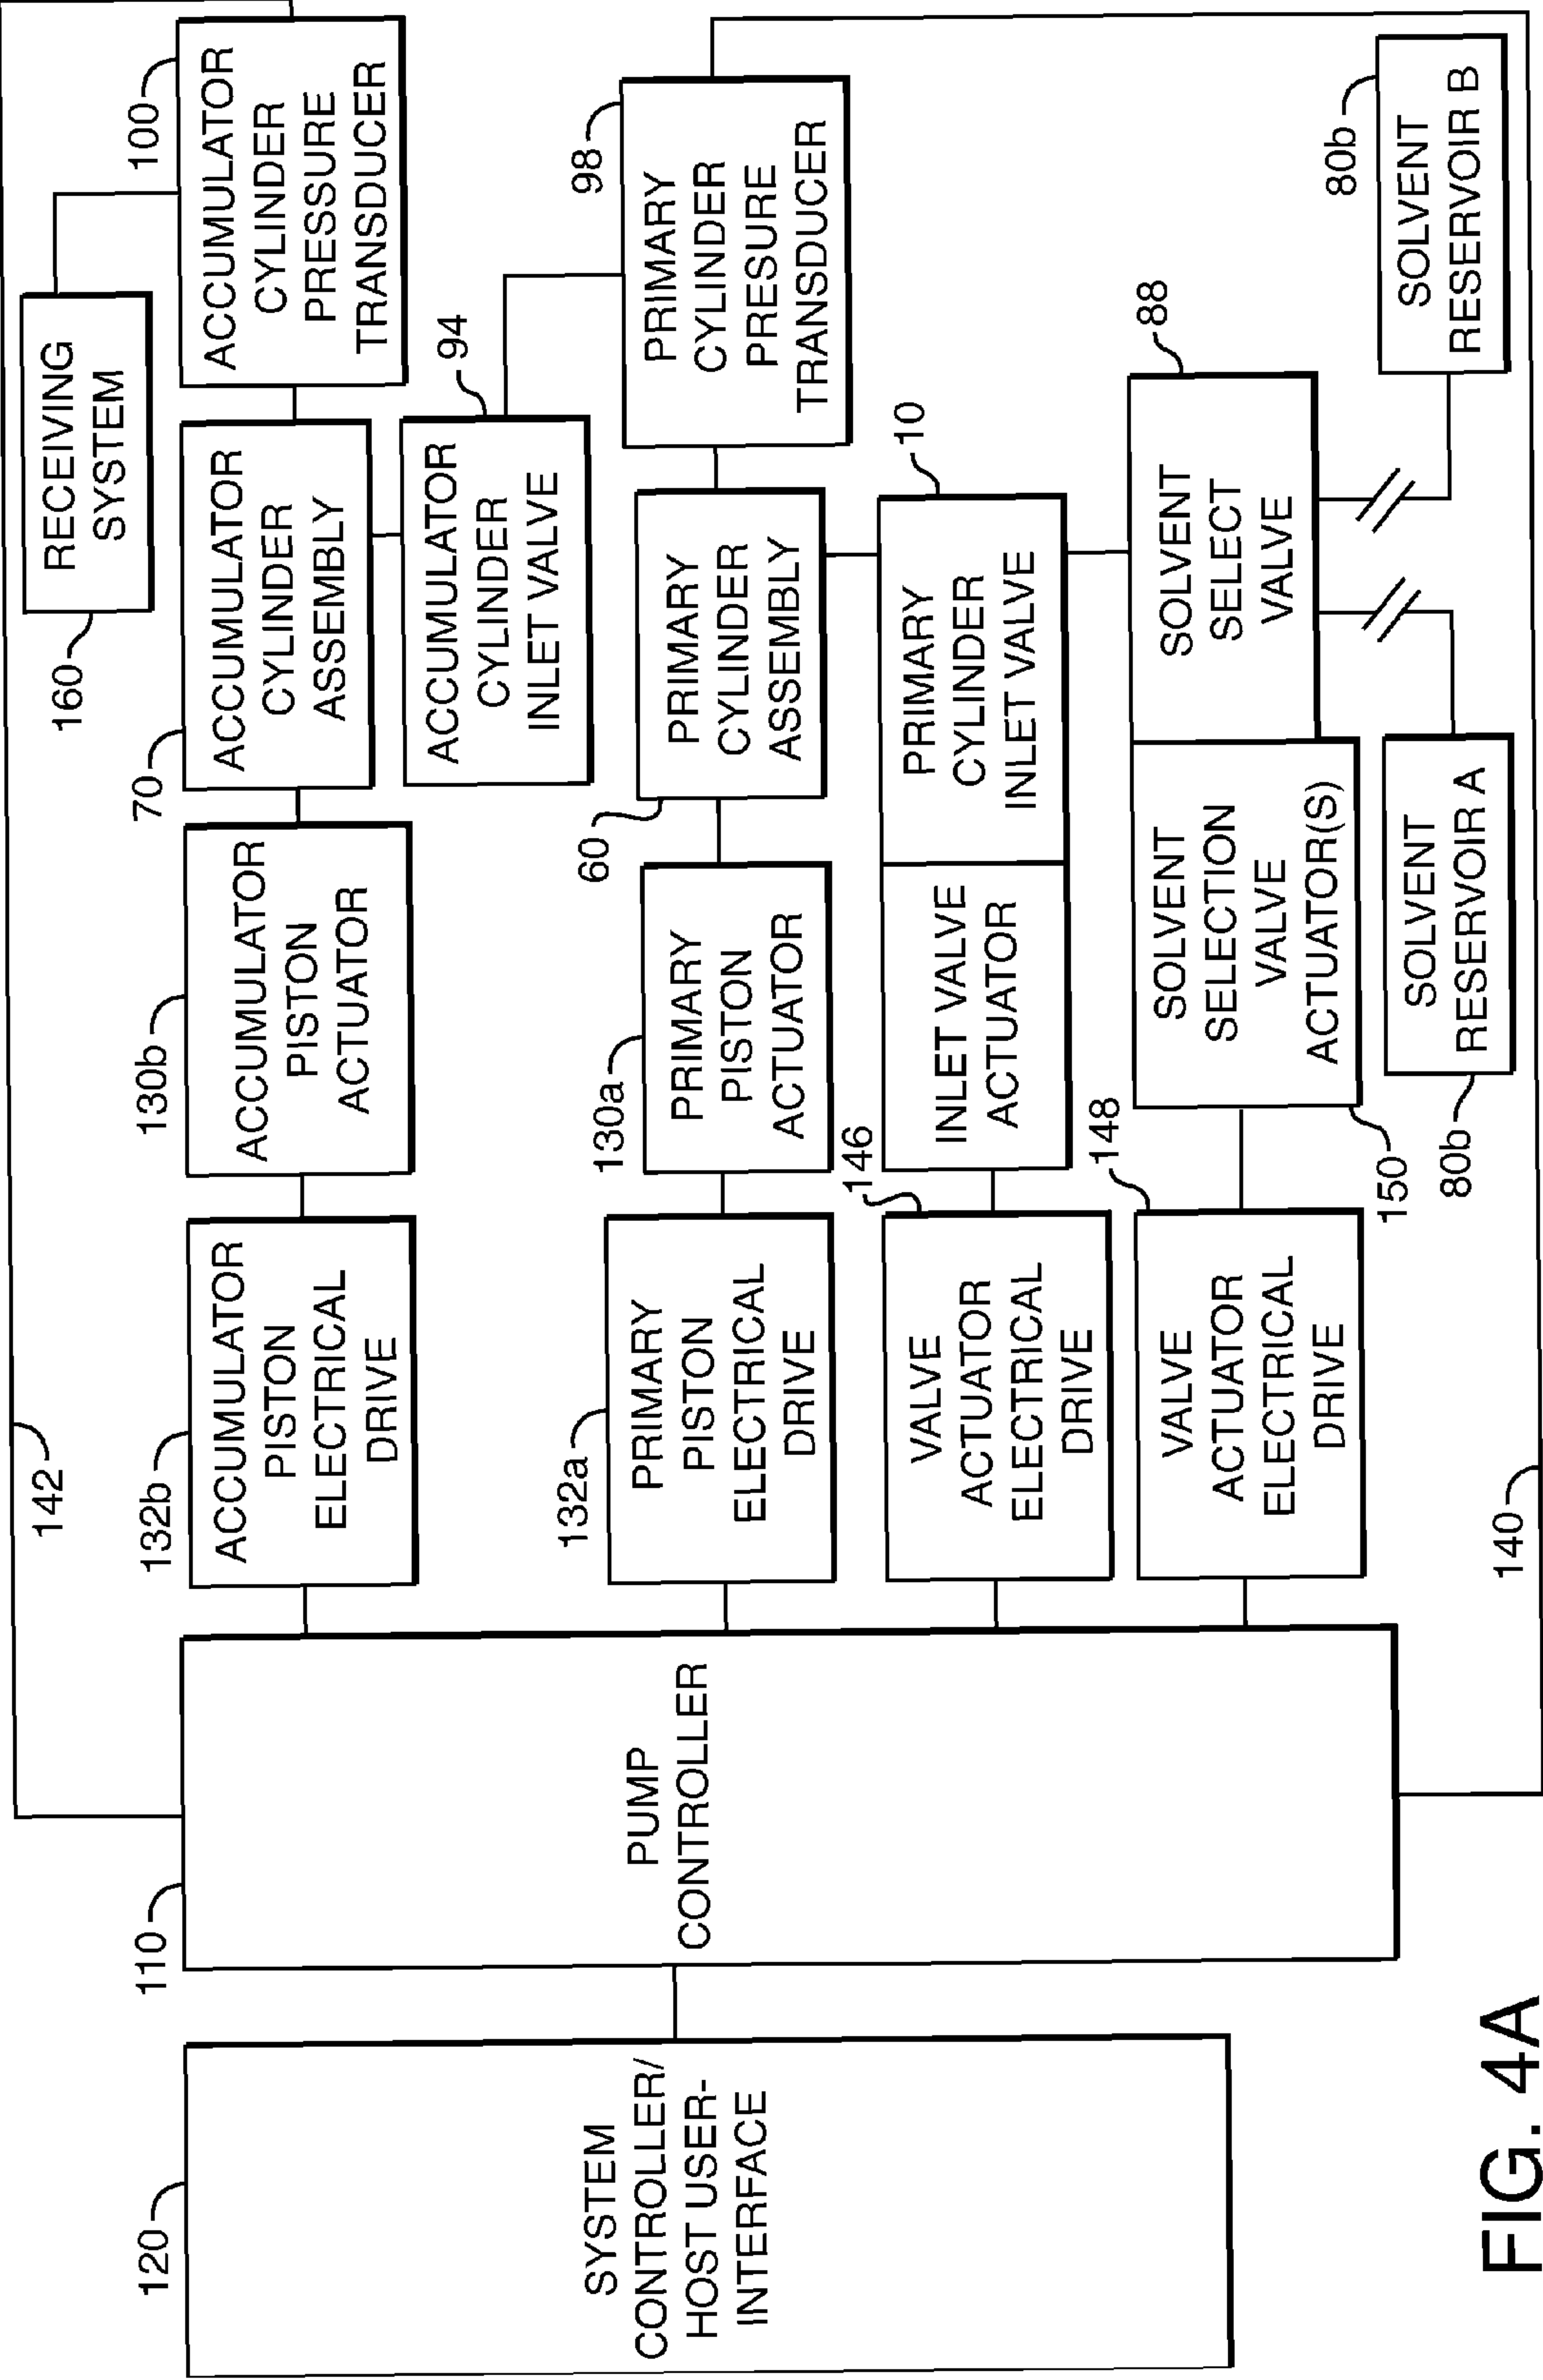 142
160
RECEIVING
SYSTEM
120
SYSTEM
CONTROLLER/
HOST USER-
INTERFACE
110
PUMP
CONTROLLER
132b
ACCUMULATOR
PISTON
ELECTRICAL
DRIVE
130b
ACCUMULATOR
PISTON
ACTUATOR
70
ACCUMULATOR
CYLINDER
ASSEMBLY
100
ACCUMULATOR
CYLINDER
PRESSURE
TRANSDUCER
94
ACCUMULATOR
CYLINDER
INLET VALVE
132a
PRIMARY
PISTON
ELECTRICAL
DRIVE
130a
PRIMARY
PISTON
ACTUATOR
60
PRIMARY
CYLINDER
ASSEMBLY
98
PRIMARY
CYLINDER
PRESURE
TRANSDUCER
146
VALVE
ACTUATOR
ELECTRICAL
DRIVE
INLET VALVE
ACTUATOR
10
PRIMARY
CYLINDER
INLET VALVE
148
VALVE
ACTUATOR
ELECTRICAL
DRIVE
SOLVENT
SELECTION
VALVE
ACTUATOR(S)
150
88
SOLVENT
SELECT
VALVE
80b
SOLVENT
RESERVOIR A
80b
SOLVENT
RESERVOIR B
140
FIG. 4A